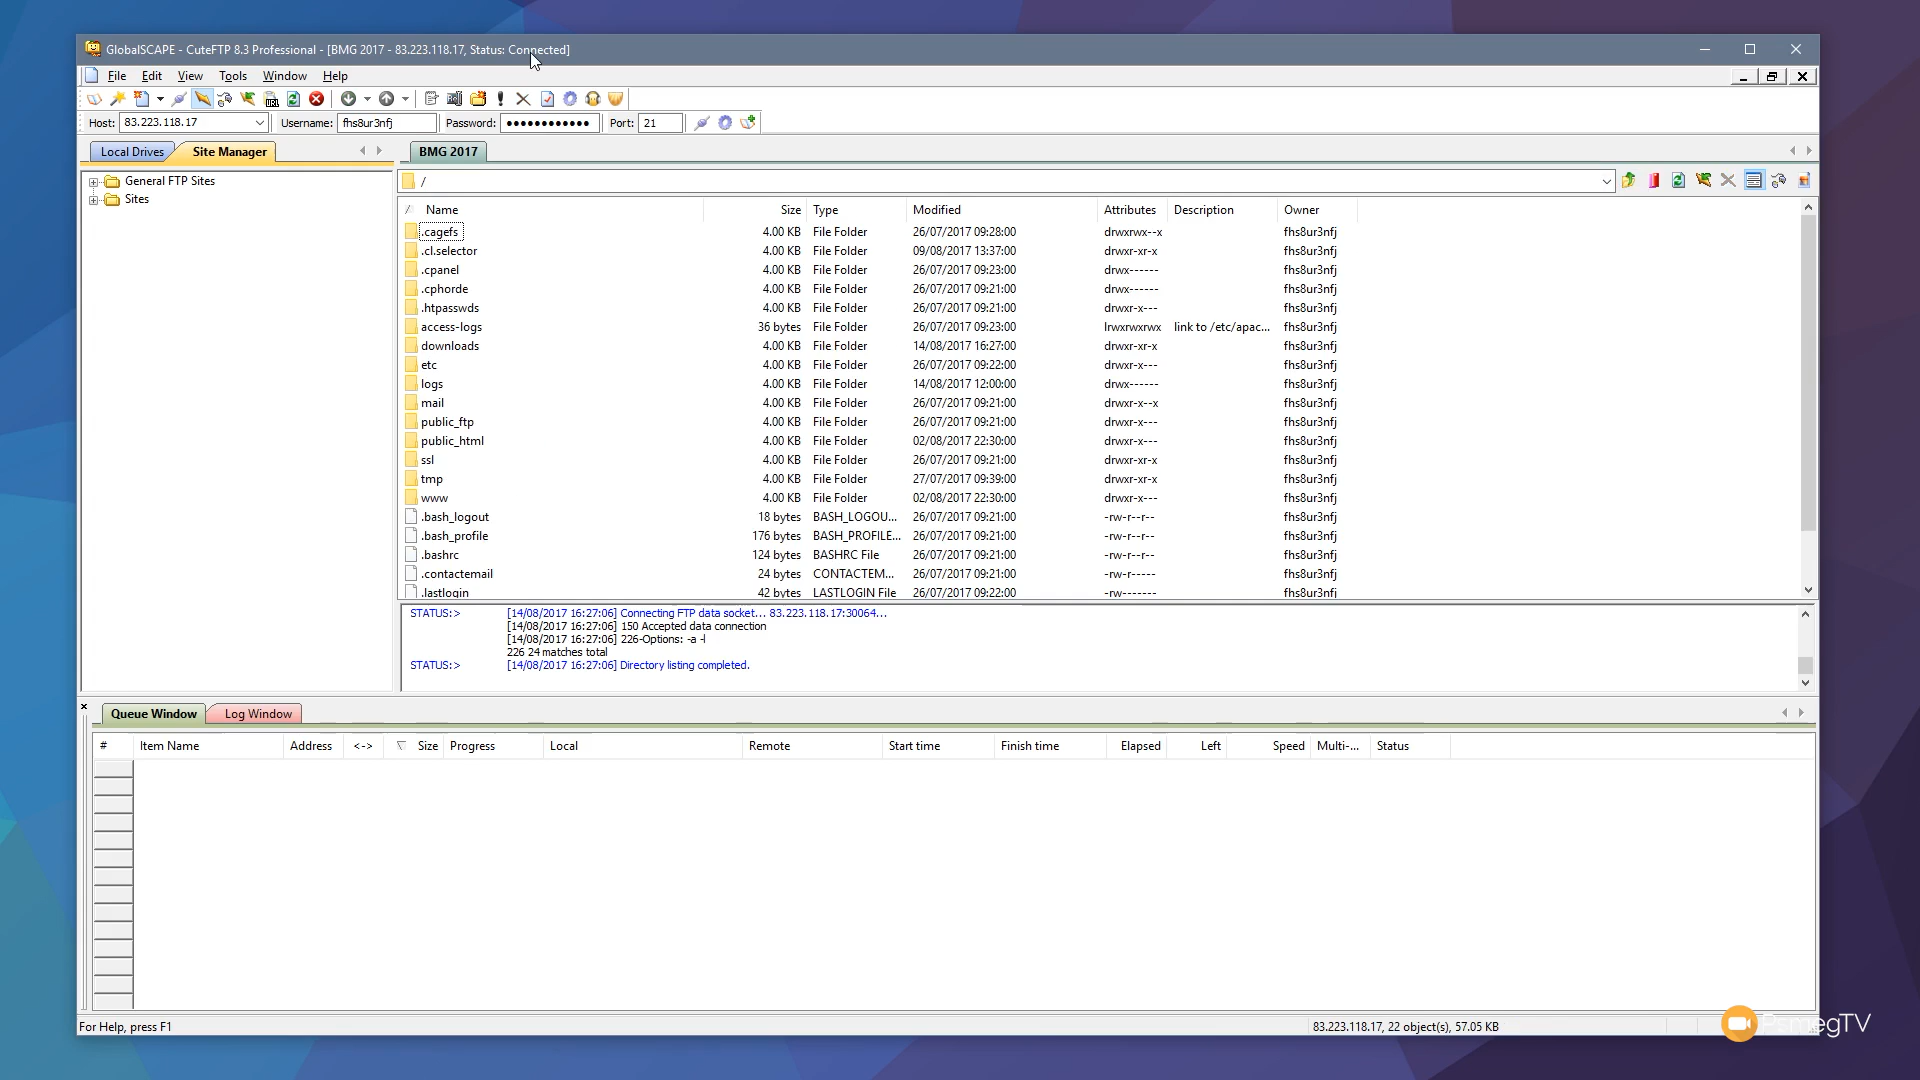 GlobalSCAPE - CuteFTP 8.3 Professional - [BMG 2017 - 83.223.118.17, Status: Connected]
File Edit View Tools Window Help
Host: 83.223.118.17 Username: fhs8ur3nfj Password: ●●●●●●●●●●●● Port: 21
Local Drives Site Manager BMG 2017
General FTP Sites
Sites
/
/ Name Size Type Modified Attributes Description Owner
.cagefs 4.00 KB File Folder 26/07/2017 09:28:00 drwxrwx--x fhs8ur3nfj
.cl.selector 4.00 KB File Folder 09/08/2017 13:37:00 drwxr-xr-x fhs8ur3nfj
.cpanel 4.00 KB File Folder 26/07/2017 09:23:00 drwx------ fhs8ur3nfj
.cphorde 4.00 KB File Folder 26/07/2017 09:21:00 drwx------ fhs8ur3nfj
.htpasswds 4.00 KB File Folder 26/07/2017 09:21:00 drwxr-x--- fhs8ur3nfj
access-logs 36 bytes File Folder 26/07/2017 09:23:00 lrwxrwxrwx link to /etc/apac... fhs8ur3nfj
downloads 4.00 KB File Folder 14/08/2017 16:27:00 drwxr-xr-x fhs8ur3nfj
etc 4.00 KB File Folder 26/07/2017 09:22:00 drwxr-x--- fhs8ur3nfj
logs 4.00 KB File Folder 14/08/2017 12:00:00 drwx------ fhs8ur3nfj
mail 4.00 KB File Folder 26/07/2017 09:21:00 drwxr-x--x fhs8ur3nfj
public_ftp 4.00 KB File Folder 26/07/2017 09:21:00 drwxr-x--- fhs8ur3nfj
public_html 4.00 KB File Folder 02/08/2017 22:30:00 drwxr-x--- fhs8ur3nfj
ssl 4.00 KB File Folder 26/07/2017 09:21:00 drwxr-xr-x fhs8ur3nfj
tmp 4.00 KB File Folder 27/07/2017 09:39:00 drwxr-xr-x fhs8ur3nfj
www 4.00 KB File Folder 02/08/2017 22:30:00 drwxr-x--- fhs8ur3nfj
.bash_logout 18 bytes BASH_LOGOU... 26/07/2017 09:21:00 -rw-r--r-- fhs8ur3nfj
.bash_profile 176 bytes BASH_PROFILE... 26/07/2017 09:21:00 -rw-r--r-- fhs8ur3nfj
.bashrc 124 bytes BASHRC File 26/07/2017 09:21:00 -rw-r--r-- fhs8ur3nfj
.contactemail 24 bytes CONTACTEM... 26/07/2017 09:21:00 -rw-r----- fhs8ur3nfj
.lastlogin 42 bytes LASTLOGIN File 26/07/2017 09:22:00 -rw------- fhs8ur3nfj
STATUS:> [14/08/2017 16:27:06] Connecting FTP data socket... 83.223.118.17:30064...
[14/08/2017 16:27:06] 150 Accepted data connection
[14/08/2017 16:27:06] 226-Options: -a -l
226 24 matches total
STATUS:> [14/08/2017 16:27:06] Directory listing completed.
Queue Window Log Window
# Item Name Address <-> Size Progress Local Remote Start time Finish time Elapsed Left Speed Multi-... Status
For Help, press F1 83.223.118.17, 22 object(s), 57.05 KB
PsmegTV